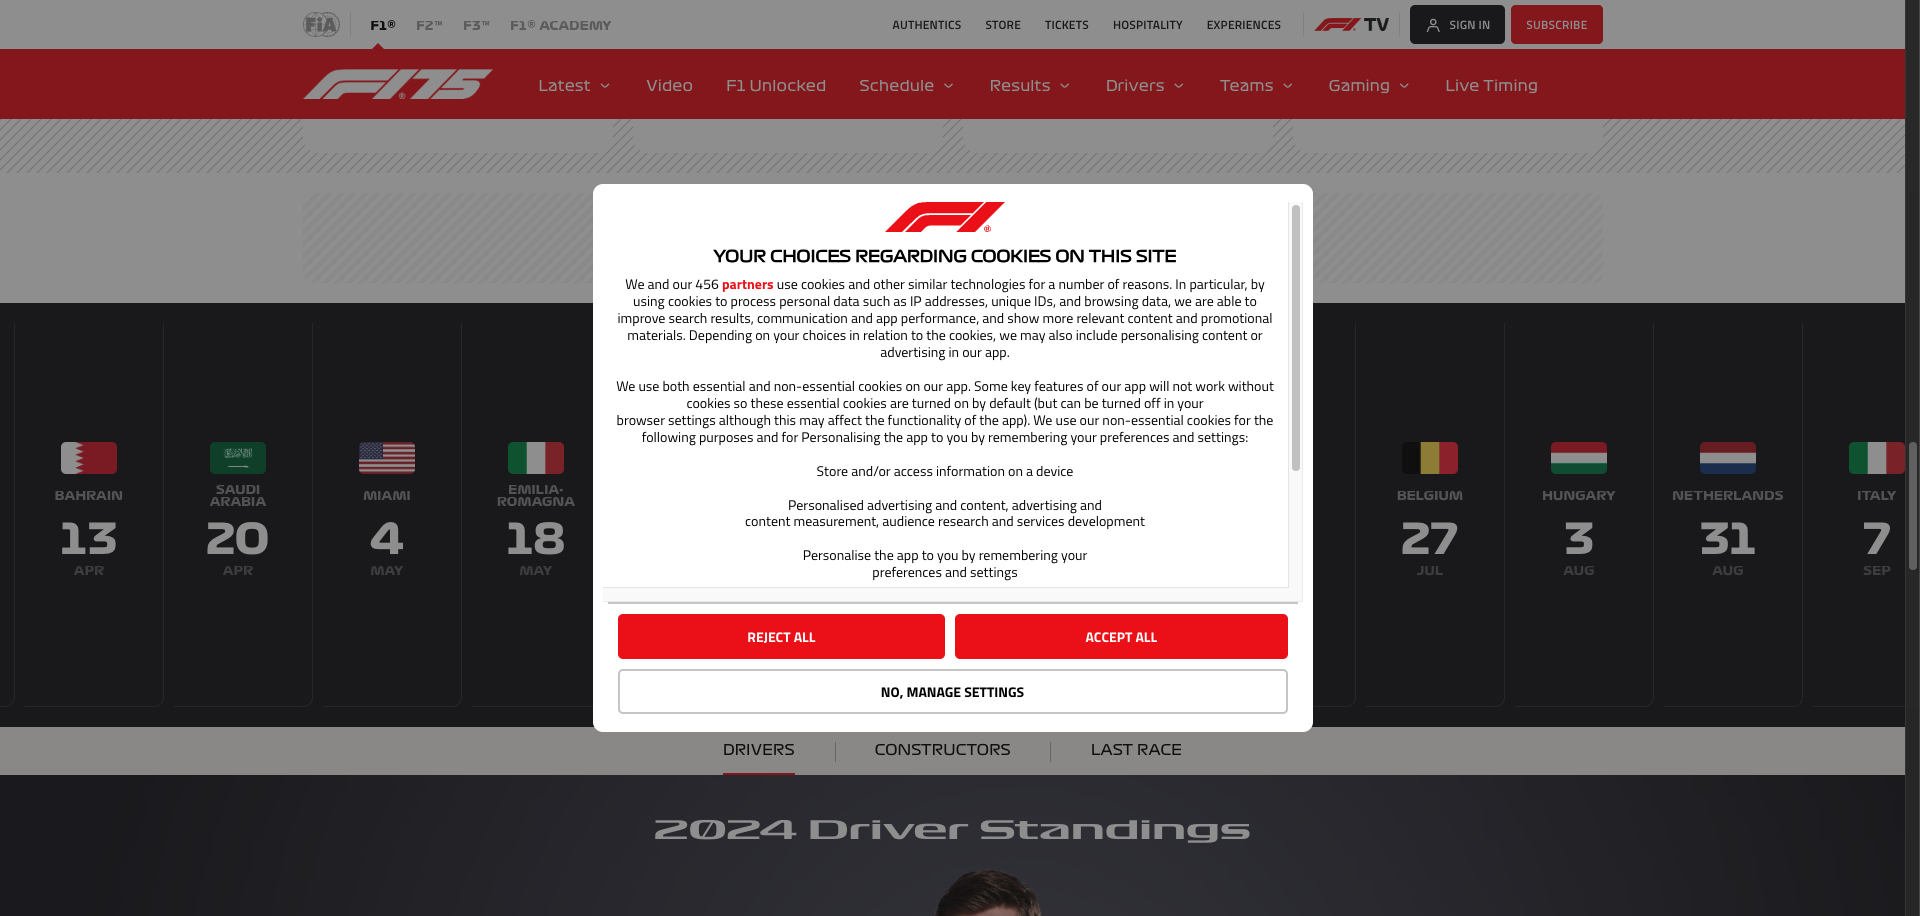 FiA
F1®
F2™
F3™
F1® ACADEMY
AUTHENTICS
STORE
TICKETS
HOSPITALITY
EXPERIENCES
F1 TV
SIGN IN
SUBSCRIBE
F1 75
Latest
Video
F1 Unlocked
Schedule
Results
Drivers
Teams
Gaming
Live Timing
F1®
YOUR CHOICES REGARDING COOKIES ON THIS SITE
We and our 456 partners use cookies and other similar technologies for a number of reasons. In particular, by
using cookies to process personal data such as IP addresses, unique IDs, and browsing data, we are able to
improve search results, communication and app performance, and show more relevant content and promotional
materials. Depending on your choices in relation to the cookies, we may also include personalising content or
advertising in our app.
We use both essential and non-essential cookies on our app. Some key features of our app will not work without
cookies so these essential cookies are turned on by default (but can be turned off in your
browser settings although this may affect the functionality of the app). We use our non-essential cookies for the
following purposes and for Personalising the app to you by remembering your preferences and settings:
Store and/or access information on a device
Personalised advertising and content, advertising and
content measurement, audience research and services development
Personalise the app to you by remembering your
preferences and settings
REJECT ALL
ACCEPT ALL
NO, MANAGE SETTINGS
BAHRAIN
13
APR
SAUDI
ARABIA
20
APR
MIAMI
4
MAY
EMILIA-
ROMAGNA
18
MAY
BELGIUM
27
JUL
HUNGARY
3
AUG
NETHERLANDS
31
AUG
ITALY
7
SEP
DRIVERS
CONSTRUCTORS
LAST RACE
2024 Driver Standings